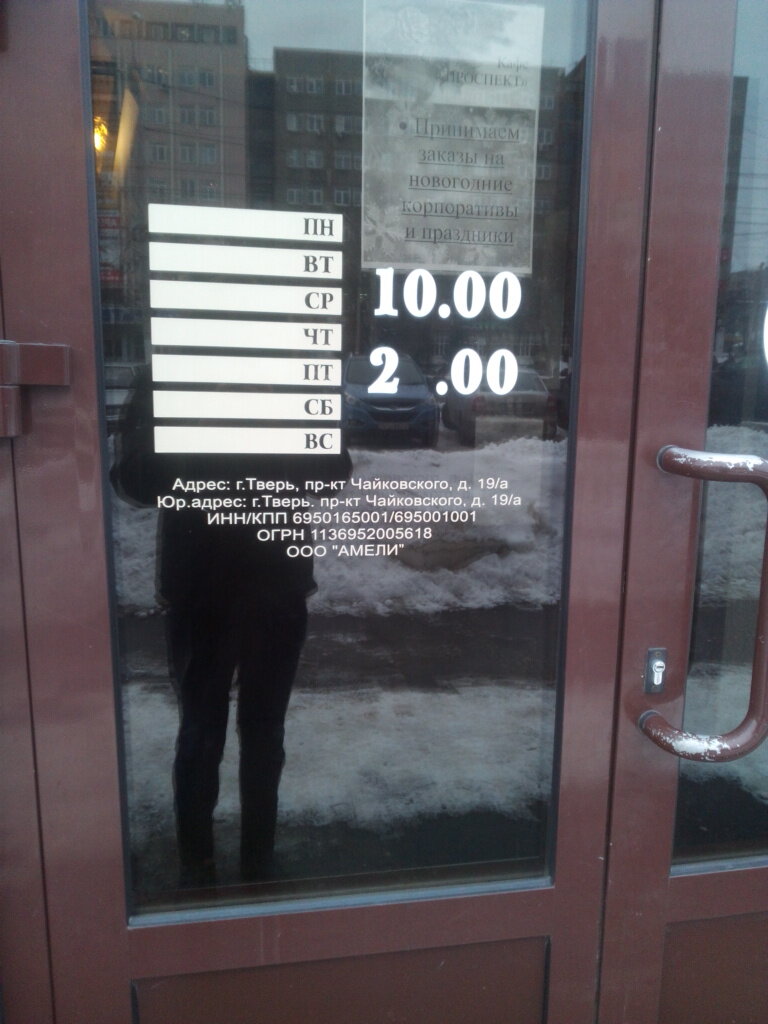 Кафе
«ПРОСПЕКТ»
• Принимаем
заказы на
новогодние
корпоративы
и праздники
ПН
ВТ
СР
ЧТ
ПТ
СБ
ВС
10.00
2 .00
Адрес: г.Тверь, пр-кт Чайковского, д. 19/а
Юр.адрес: г.Тверь. пр-кт Чайковского, д. 19/а
ИНН/КПП 6950165001/695001001
ОГРН 1136952005618
ООО "АМЕЛИ"